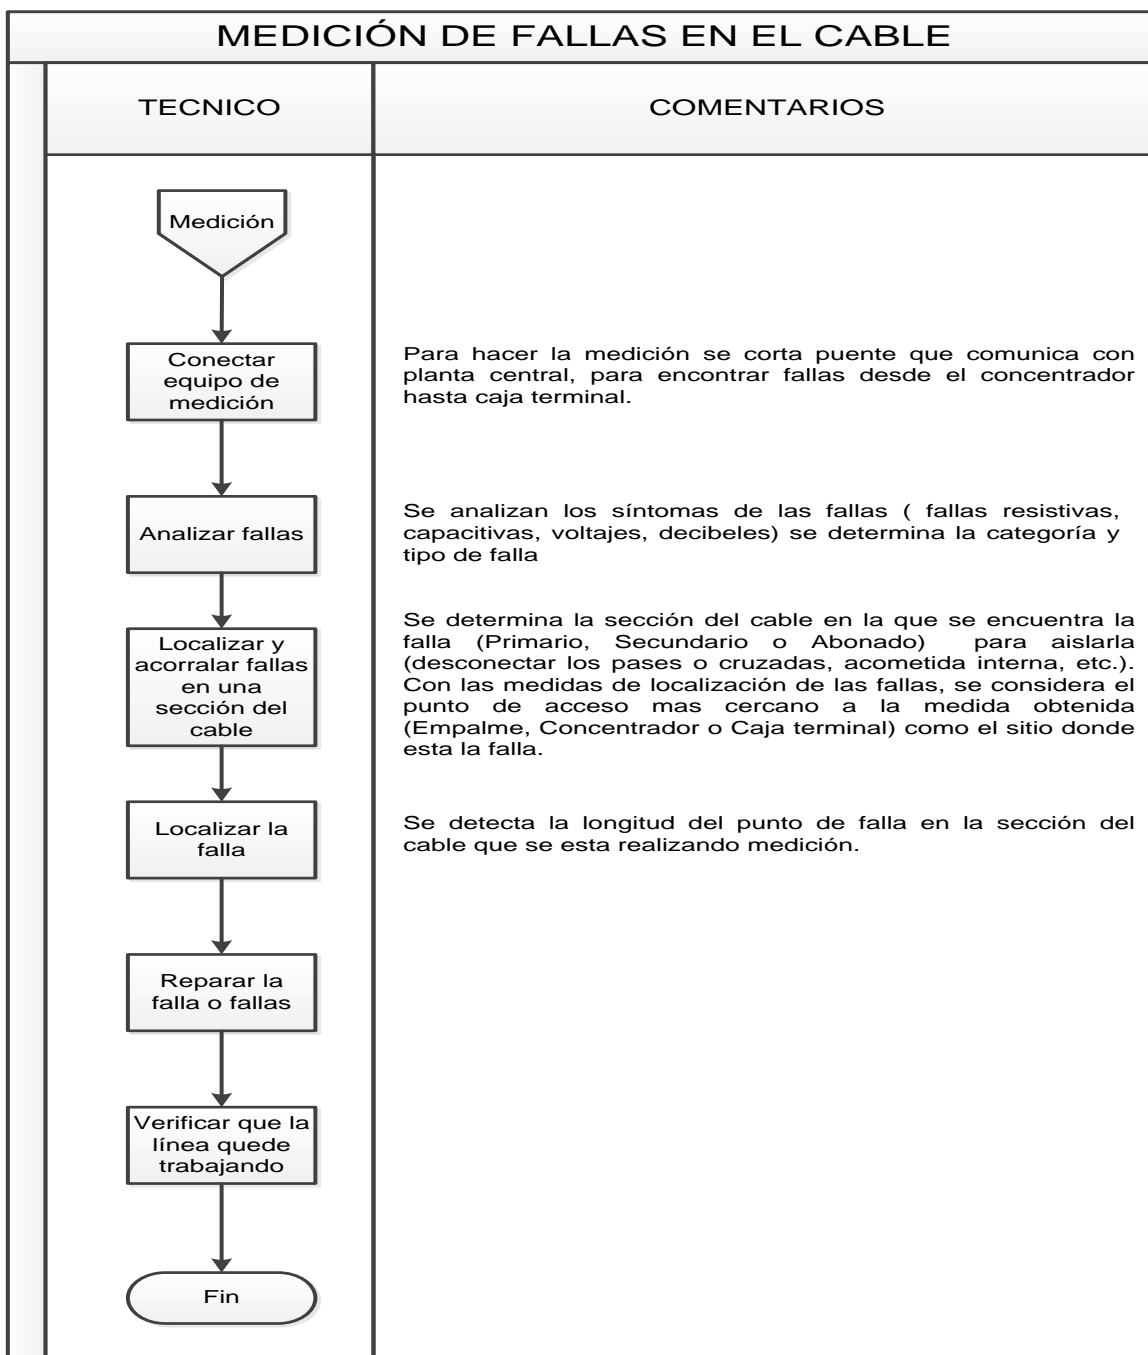 MEDICIÓN DE FALLAS EN EL CABLE
TECNICO
COMENTARIOS
Medición
Conectar
equipo de
medición
Para hacer la medición se corta puente que comunica con
planta central, para encontrar fallas desde el concentrador
hasta caja terminal.
Analizar fallas
Se analizan los síntomas de las fallas ( fallas resistivas,
capacitivas, voltajes, decibeles) se determina la categoría y
tipo de falla
Localizar y
acorralar fallas
en una
sección del
cable
Se determina la sección del cable en la que se encuentra la
falla (Primario, Secundario o Abonado) para aislarla
(desconectar los pases o cruzadas, acometida interna, etc.).
Con las medidas de localización de las fallas, se considera el
punto de acceso mas cercano a la medida obtenida
(Empalme, Concentrador o Caja terminal) como el sitio donde
esta la falla.
Localizar la
falla
Se detecta la longitud del punto de falla en la sección del
cable que se esta realizando medición.
Reparar la
falla o fallas
Verificar que la
línea quede
trabajando
Fin